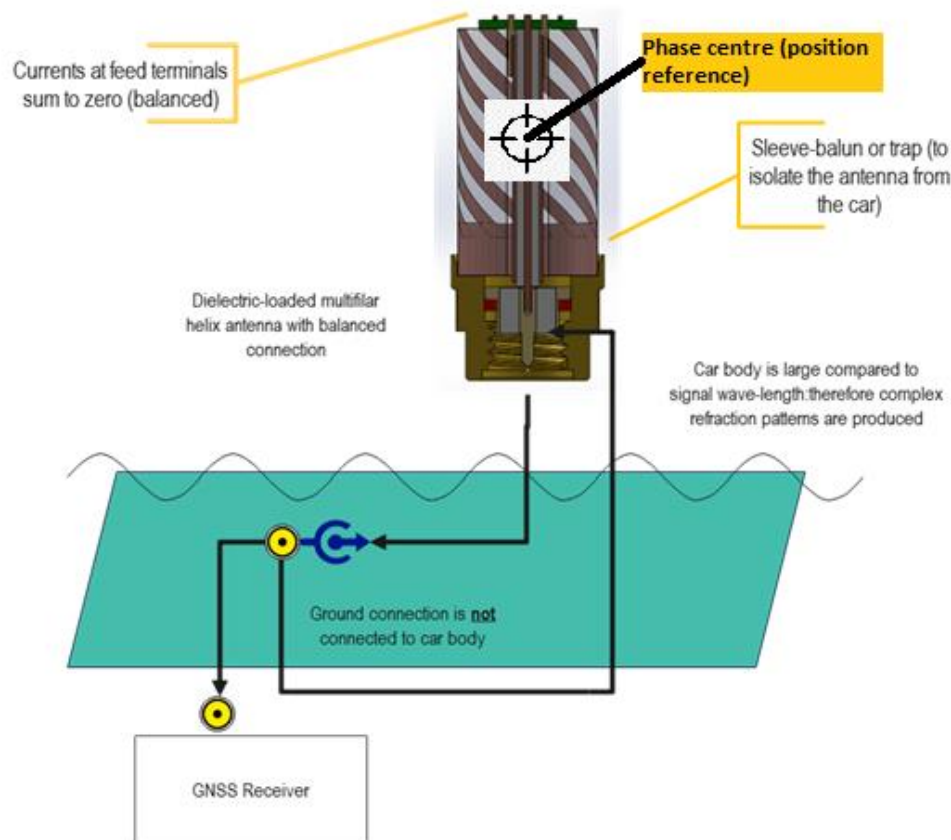 Phase centre (position
reference)
Currents at feed terminals
sum to zero (balanced)
Sleeve-balun or trap (to
isolate the antenna from
the car)
Dielectric-loaded multifilar
helix antenna with balanced
connection
Car body is large compared to
signal wave-length:therefore complex
refraction patterns are produced
Ground connection is not
connected to car body
GNSS Receiver